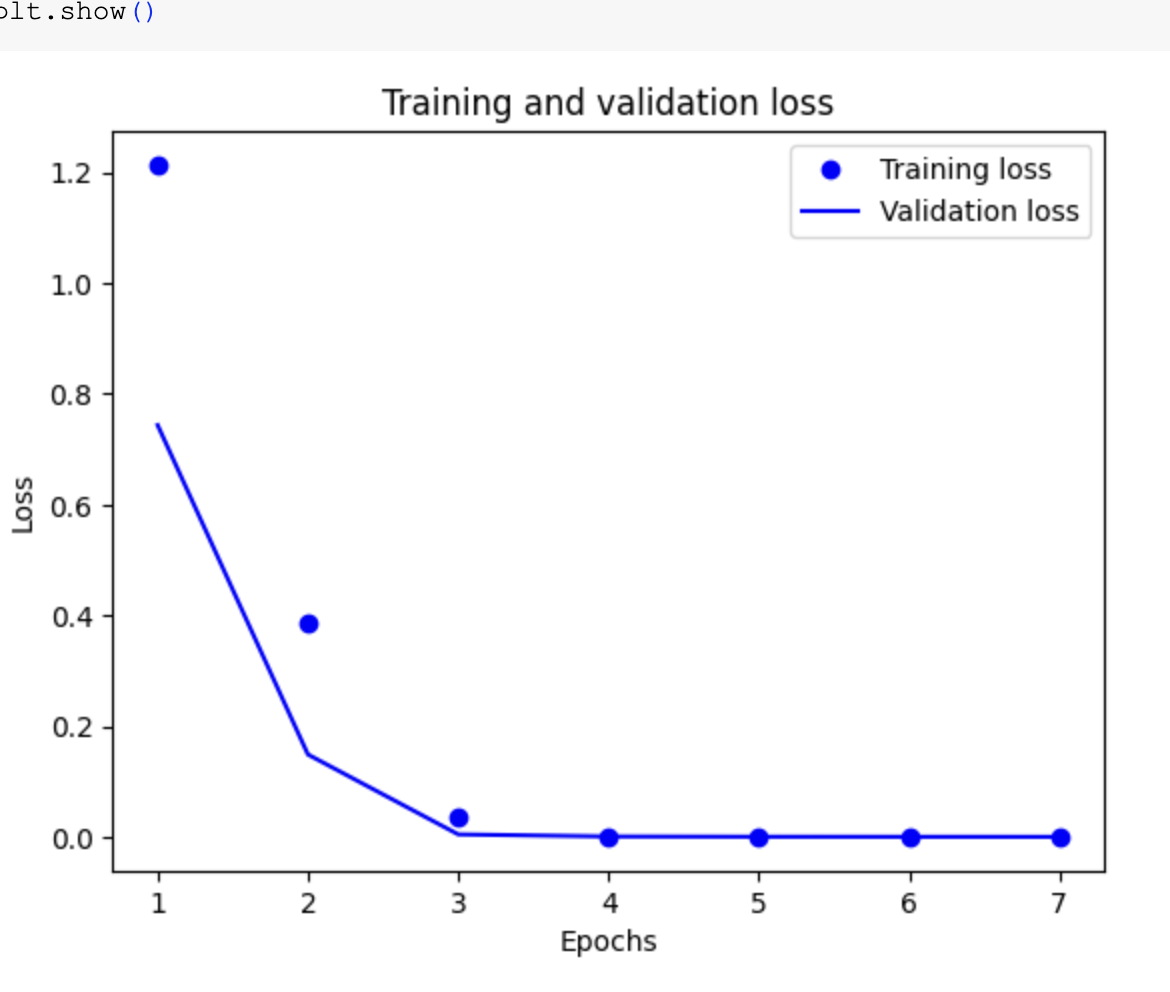 plt.show()
Training and validation loss
Training loss
Validation loss
1.2
1.0
0.8
0.6
0.4
0.2
0.0
Loss
1 2 3 4 5 6 7
Epochs